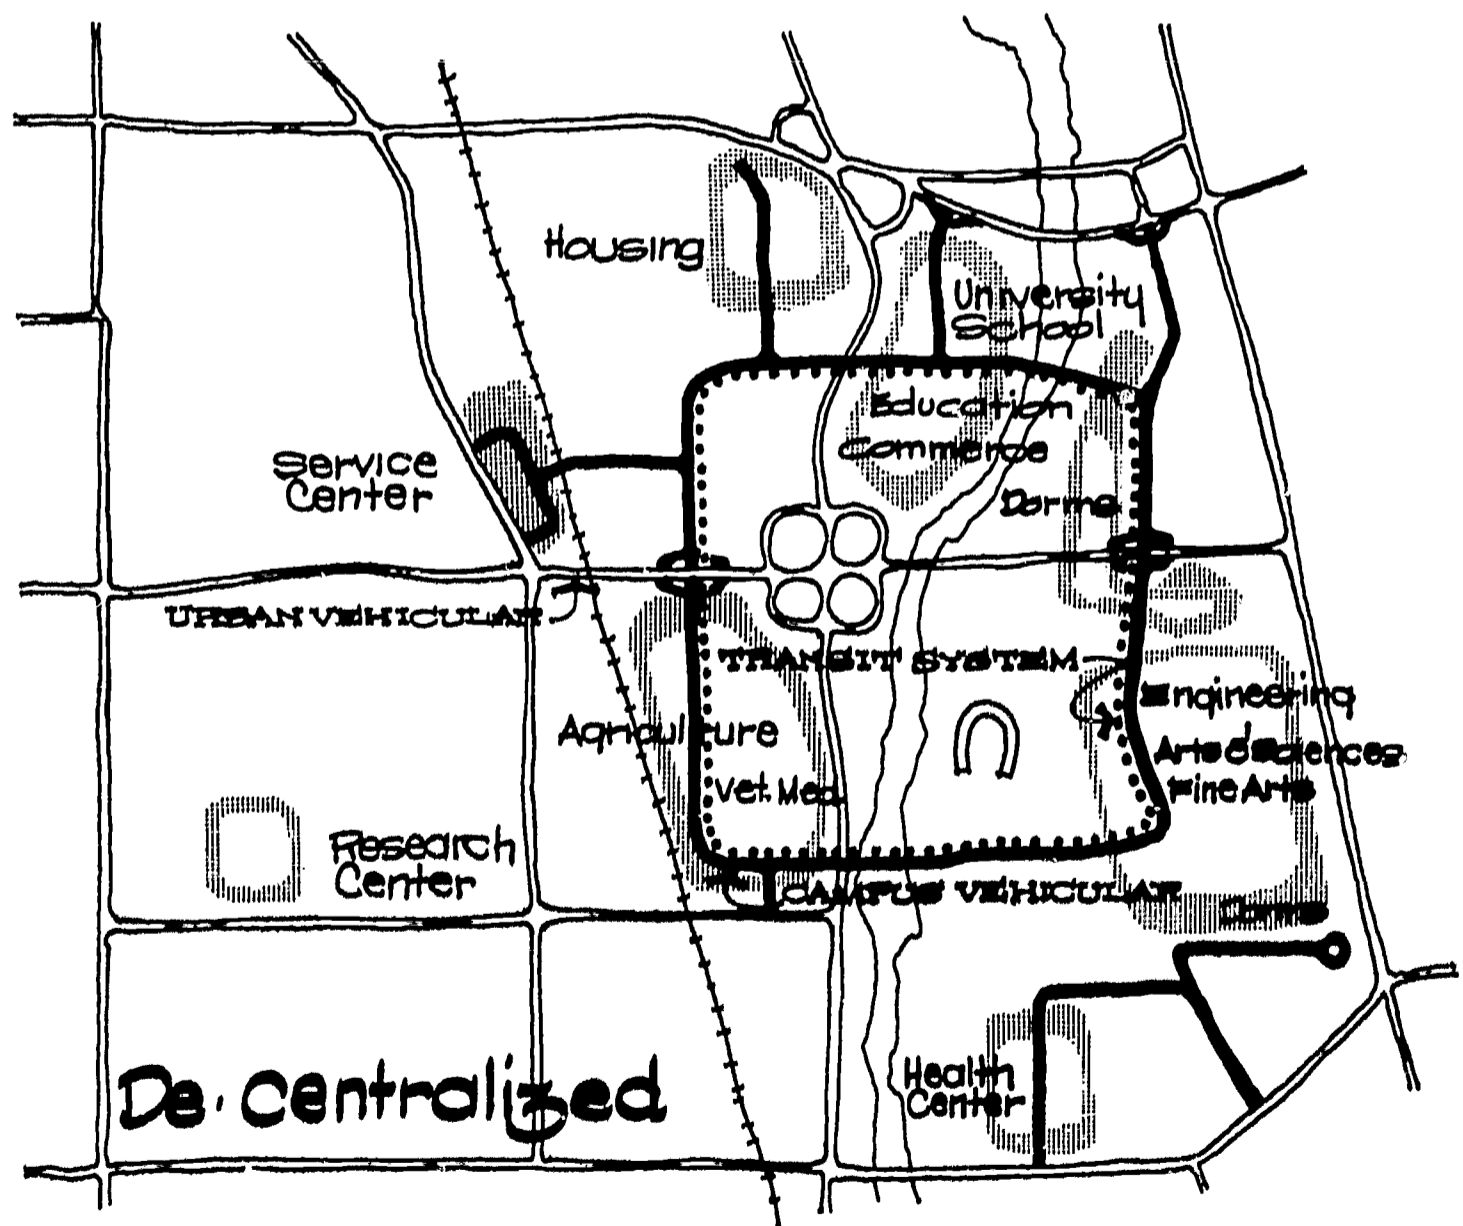 Housing
University
School
Education
Commerce
Service
Center
Dorms
URBAN VEHICULAR
TRANSIT SYSTEM
Engineering
Agriculture
Arts & Sciences
Vet. Med.
Fine Arts
Research
Center
CAMPUS VEHICULAR
Dorms
Health
Center
De-centralized